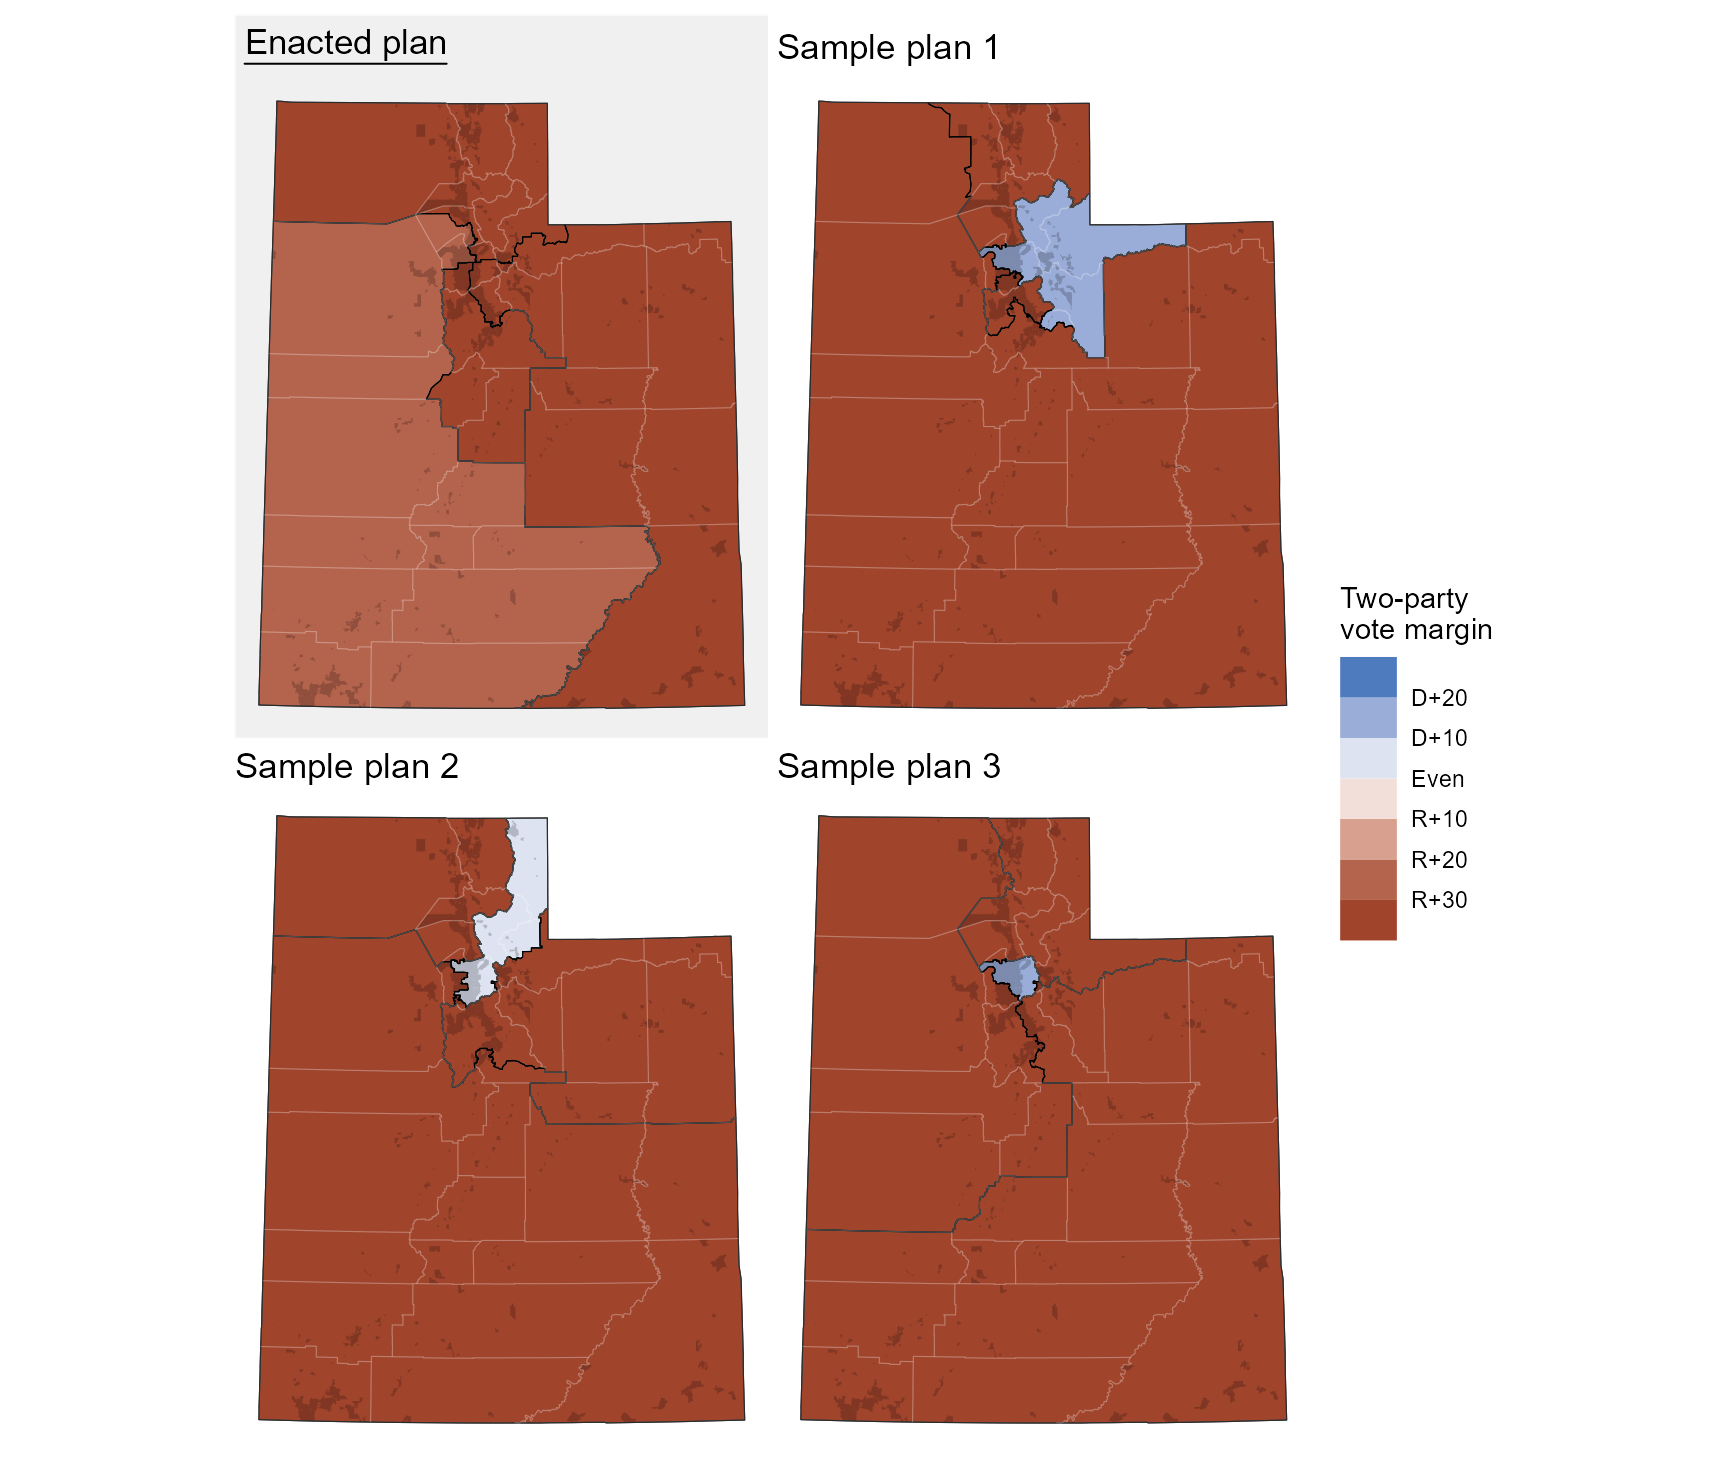 Enacted plan
Sample plan 1
Sample plan 2
Sample plan 3
Two-party
vote margin
D+20
D+10
Even
R+10
R+20
R+30